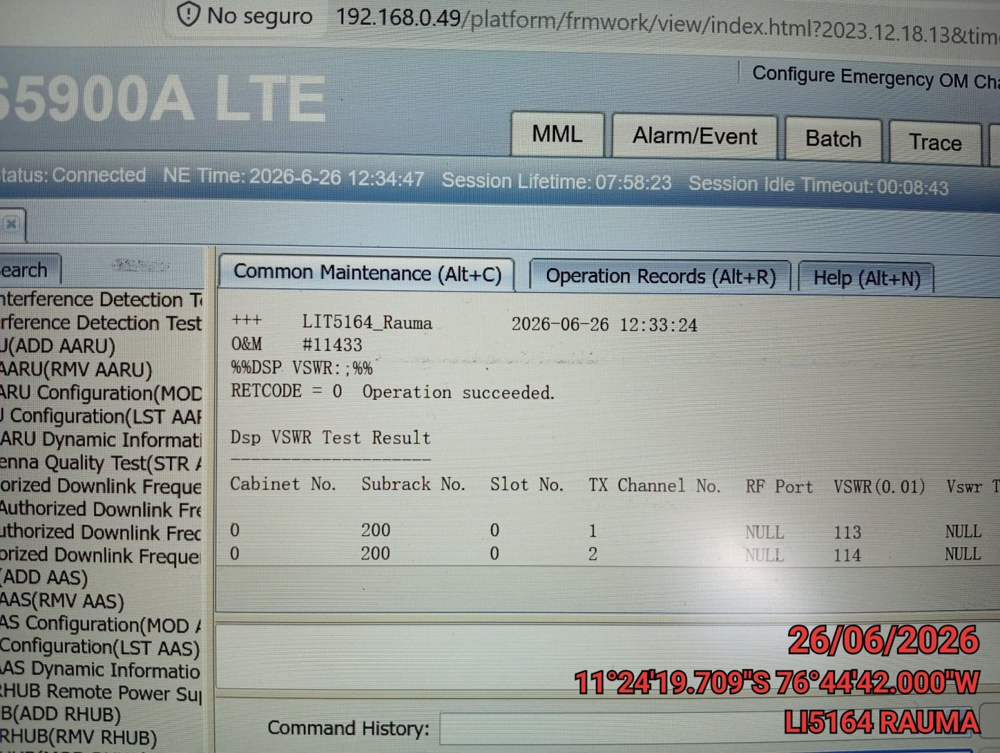 No seguro 192.168.0.49/platform/frmwork/view/index.html?2023.12.18.13&tim
5900A LTE
Configure Emergency OM Cha
MML Alarm/Event Batch Trace
tatus: Connected NE Time: 2026-6-26 12:34:47 Session Lifetime: 07:58:23 Session Idle Timeout: 00:08:43
earch
Common Maintenance (Alt+C) Operation Records (Alt+R) Help (Alt+N)
nterference Detection Te
rference Detection Test
U(ADD AARU)
AARU(RMV AARU)
ARU Configuration(MOD
J Configuration(LST AAR
ARU Dynamic Informati
enna Quality Test(STR A
orized Downlink Freque
Authorized Downlink Fre
uthorized Downlink Freq
orized Downlink Freque
(ADD AAS)
AAS(RMV AAS)
AS Configuration(MOD A
Configuration(LST AAS)
AAS Dynamic Informatio
RHUB Remote Power Sup
B(ADD RHUB)
RHUB(RMV RHUB)
+++ LIT5164_Rauma 2026-06-26 12:33:24
O&M #11433
%%DSP VSWR:;%%
RETCODE = 0 Operation succeeded.
Dsp VSWR Test Result
--------------------
Cabinet No. Subrack No. Slot No. TX Channel No. RF Port VSWR(0.01) Vswr T
0 200 0 1 NULL 113 NULL
0 200 0 2 NULL 114 NULL
Command History:
26/06/2026
11°24'19.709"S 76°44'42.000"W
LI5164 RAUMA